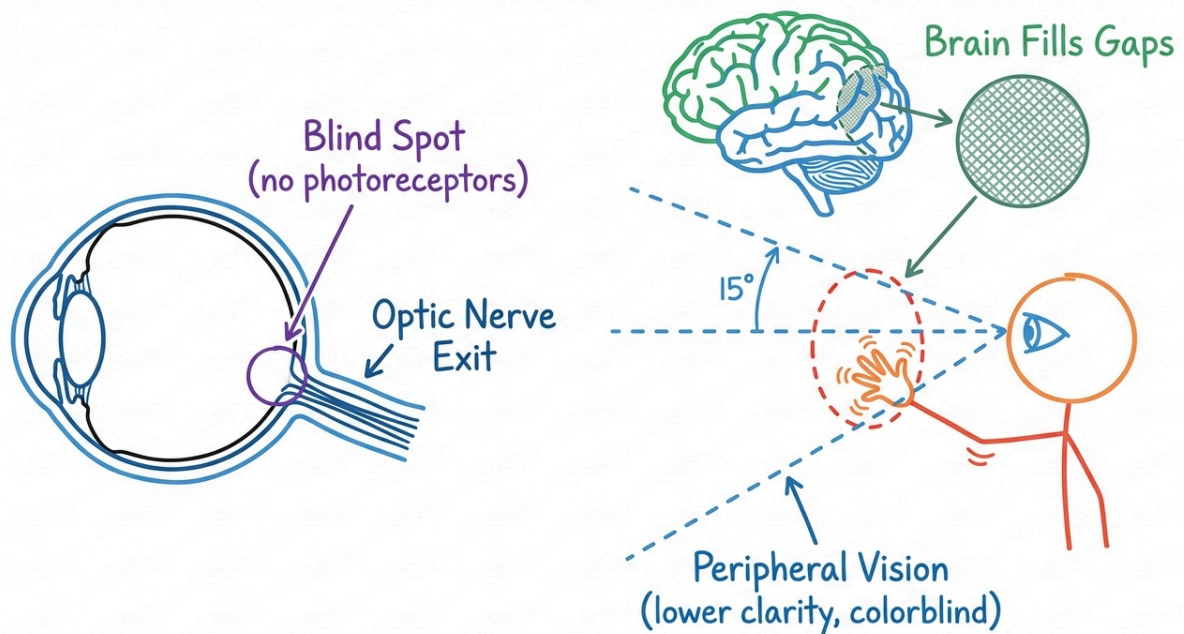 Brain Fills Gaps
Blind Spot
(no photoreceptors)
15°
Optic Nerve
Exit
Peripheral Vision
(lower clarity, colorblind)